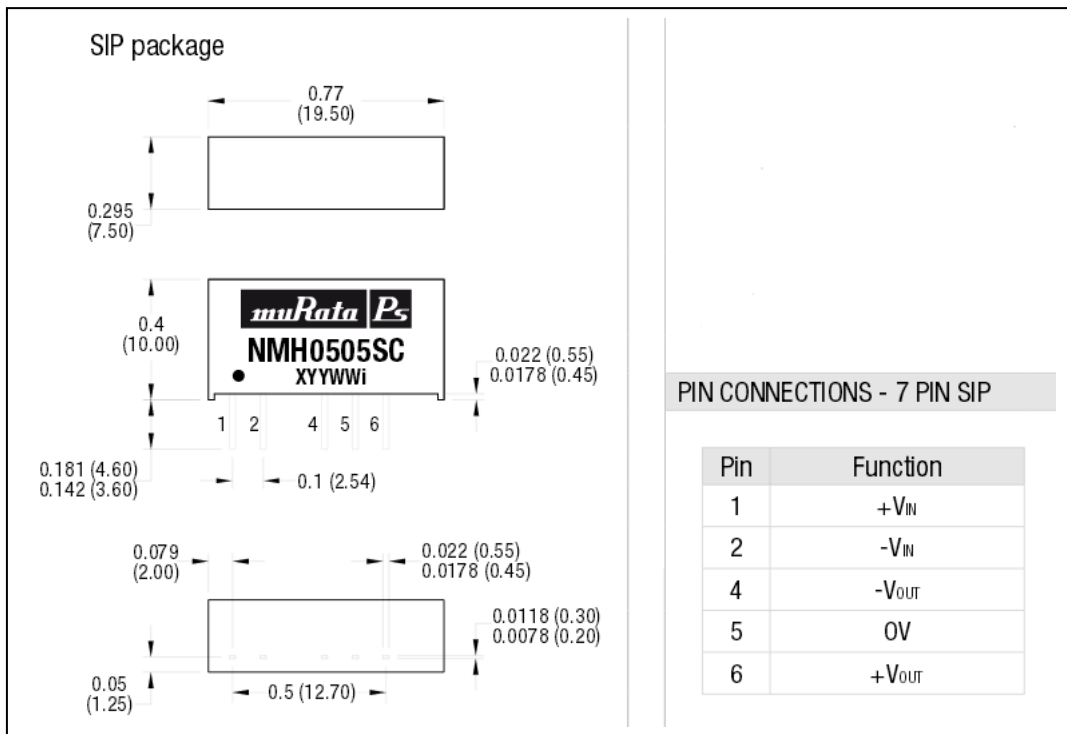 SIP package
0.77
(19.50)
0.295
(7.50)
0.4
(10.00)
muRata Ps
NMH0505SC
XYYWWi
0.022 (0.55)
0.0178 (0.45)
1 2 4 5 6
0.181 (4.60)
0.142 (3.60)
0.1 (2.54)
0.079
(2.00)
0.022 (0.55)
0.0178 (0.45)
0.0118 (0.30)
0.0078 (0.20)
0.05
(1.25)
0.5 (12.70)
PIN CONNECTIONS - 7 PIN SIP
Pin Function
1 +VIN
2 -VIN
4 -VOUT
5 0V
6 +VOUT